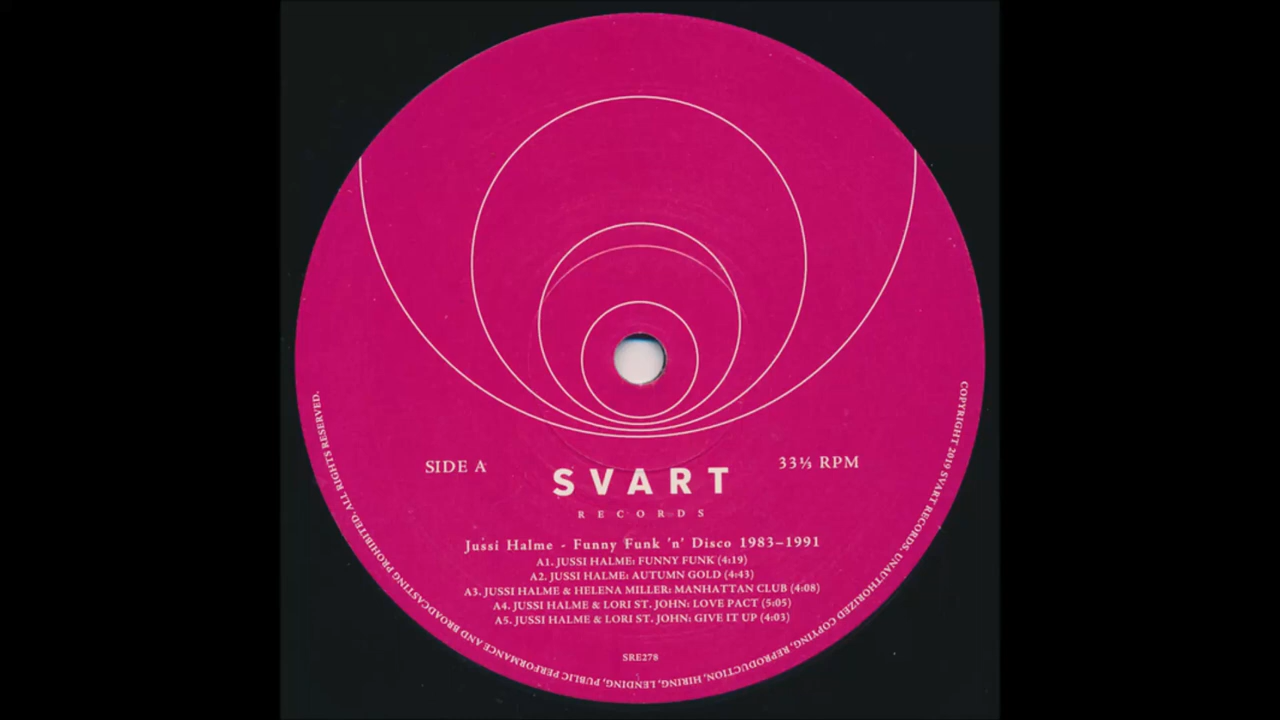 SIDE A
33⅓ RPM
SVART
RECORDS
Jussi Halme - Funny Funk 'n' Disco 1983–1991
A1. JUSSI HALME: FUNNY FUNK (4:19)
A2. JUSSI HALME: AUTUMN GOLD (4:43)
A3. JUSSI HALME & HELENA MILLER: MANHATTAN CLUB (4:08)
A4. JUSSI HALME & LORI ST. JOHN: LOVE PACT (5:05)
A5. JUSSI HALME & LORI ST. JOHN: GIVE IT UP (4:03)
SRE278
COPYRIGHT 2019 SVART RECORDS. UNAUTHORIZED COPYING, REPRODUCTION, HIRING, LENDING, PUBLIC PERFORMANCE AND BROADCASTING PROHIBITED. ALL RIGHTS RESERVED.